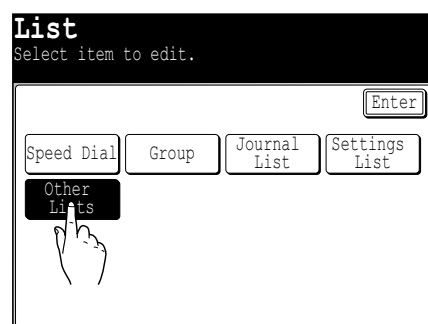 List
Select item to edit.
Enter
Speed Dial Group Journal List Settings List
Other Lists